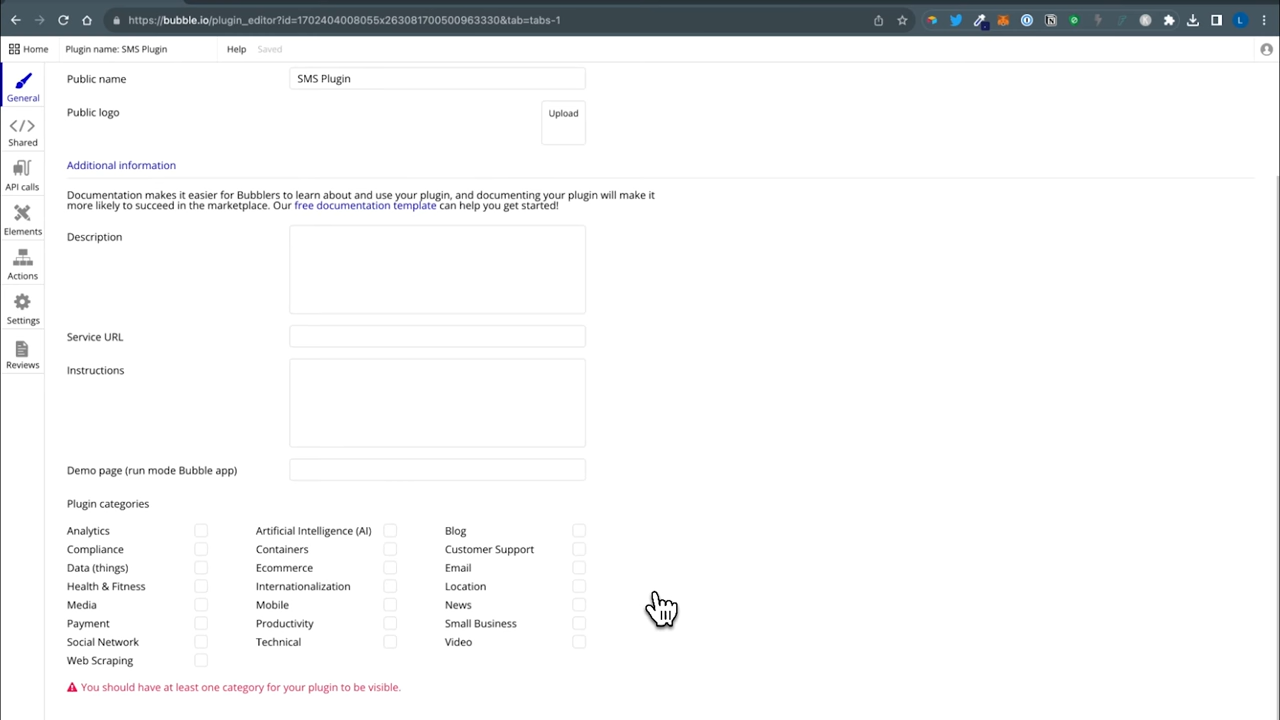 https://bubble.io/plugin_editor?id=1702404008055x263081700500963330&tab=tabs-1
L
Home
Plugin name: SMS Plugin
Help
Saved
General
Shared
API calls
Elements
Actions
Settings
Reviews
Public name
SMS Plugin
Public logo
Upload
Additional information
Documentation makes it easier for Bubblers to learn about and use your plugin, and documenting your plugin will make it
more likely to succeed in the marketplace. Our free documentation template can help you get started!
Description
Service URL
Instructions
Demo page (run mode Bubble app)
Plugin categories
Analytics Artificial Intelligence (AI) Blog
Compliance Containers Customer Support
Data (things) Ecommerce Email
Health & Fitness Internationalization Location
Media Mobile News
Payment Productivity Small Business
Social Network Technical Video
Web Scraping
You should have at least one category for your plugin to be visible.